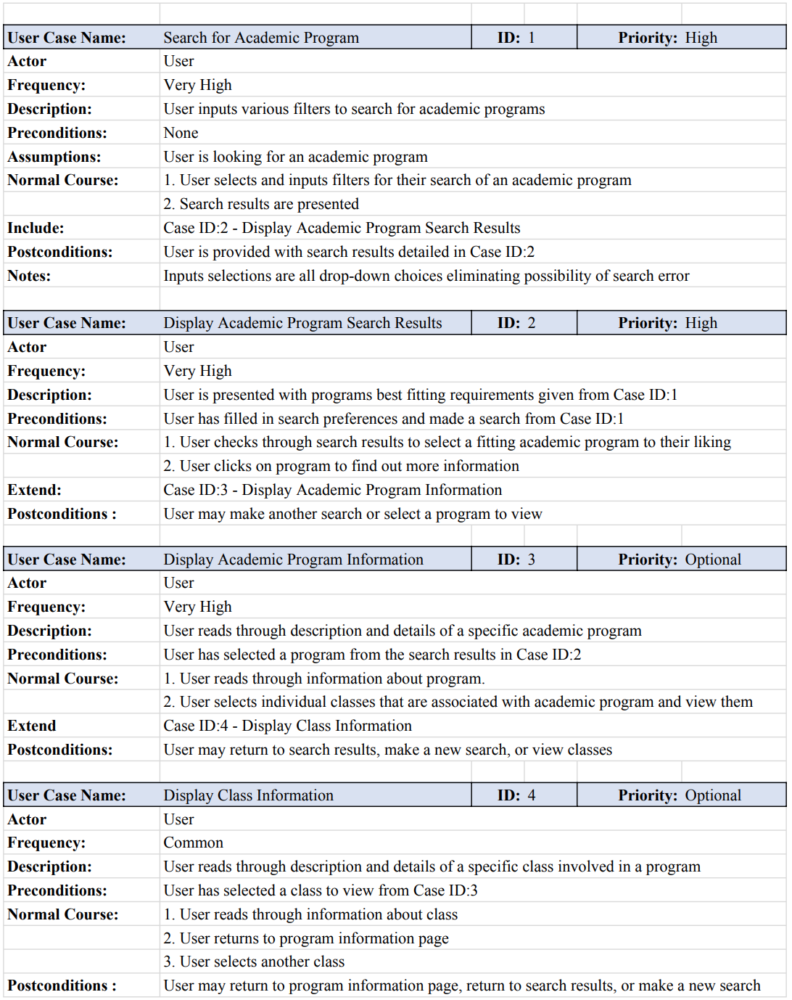 User Case Name: Search for Academic Program ID: 1 Priority: High
Actor User
Frequency: Very High
Description: User inputs various filters to search for academic programs
Preconditions: None
Assumptions: User is looking for an academic program
Normal Course: 1. User selects and inputs filters for their search of an academic program
2. Search results are presented
Include: Case ID:2 - Display Academic Program Search Results
Postconditions: User is provided with search results detailed in Case ID:2
Notes: Inputs selections are all drop-down choices eliminating possibility of search error
User Case Name: Display Academic Program Search Results ID: 2 Priority: High
Actor User
Frequency: Very High
Description: User is presented with programs best fitting requirements given from Case ID:1
Preconditions: User has filled in search preferences and made a search from Case ID:1
Normal Course: 1. User checks through search results to select a fitting academic program to their liking
2. User clicks on program to find out more information
Extend: Case ID:3 - Display Academic Program Information
Postconditions : User may make another search or select a program to view
User Case Name: Display Academic Program Information ID: 3 Priority: Optional
Actor User
Frequency: Very High
Description: User reads through description and details of a specific academic program
Preconditions: User has selected a program from the search results in Case ID:2
Normal Course: 1. User reads through information about program.
2. User selects individual classes that are associated with academic program and view them
Extend Case ID:4 - Display Class Information
Postconditions: User may return to search results, make a new search, or view classes
User Case Name: Display Class Information ID: 4 Priority: Optional
Actor User
Frequency: Common
Description: User reads through description and details of a specific class involved in a program
Preconditions: User has selected a class to view from Case ID:3
Normal Course: 1. User reads through information about class
2. User returns to program information page
3. User selects another class
Postconditions : User may return to program information page, return to search results, or make a new search